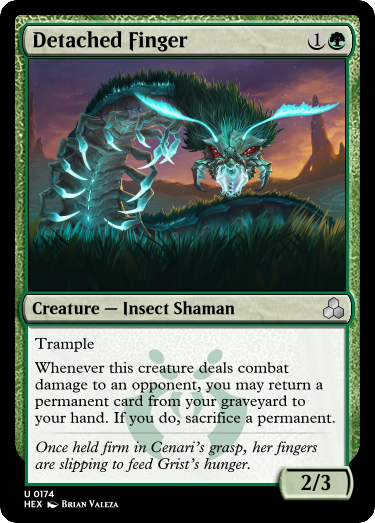 Detached Finger 1
Creature — Insect Shaman
Trample
Whenever this creature deals combat
damage to an opponent, you may return a
permanent card from your graveyard to
your hand. If you do, sacrifice a permanent.
Once held firm in Cenari's grasp, her fingers
are slipping to feed Grist's hunger.
2/3
U 0174
HEX Brian Valeza